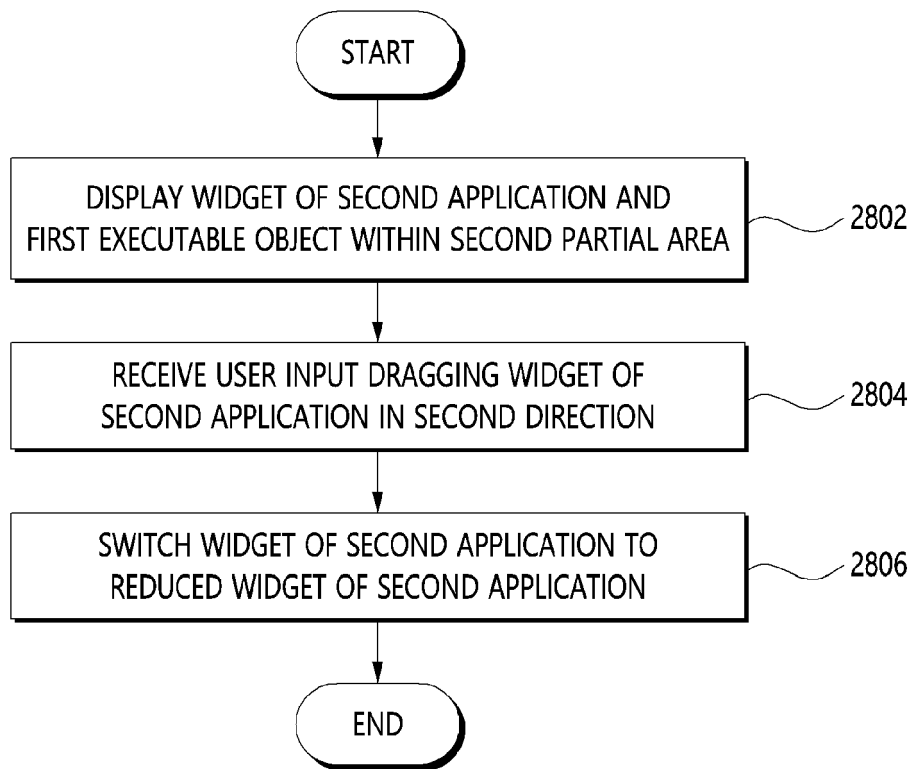 START
DISPLAY WIDGET OF SECOND APPLICATION AND
FIRST EXECUTABLE OBJECT WITHIN SECOND PARTIAL AREA
2802
RECEIVE USER INPUT DRAGGING WIDGET OF
SECOND APPLICATION IN SECOND DIRECTION
2804
SWITCH WIDGET OF SECOND APPLICATION TO
REDUCED WIDGET OF SECOND APPLICATION
2806
END